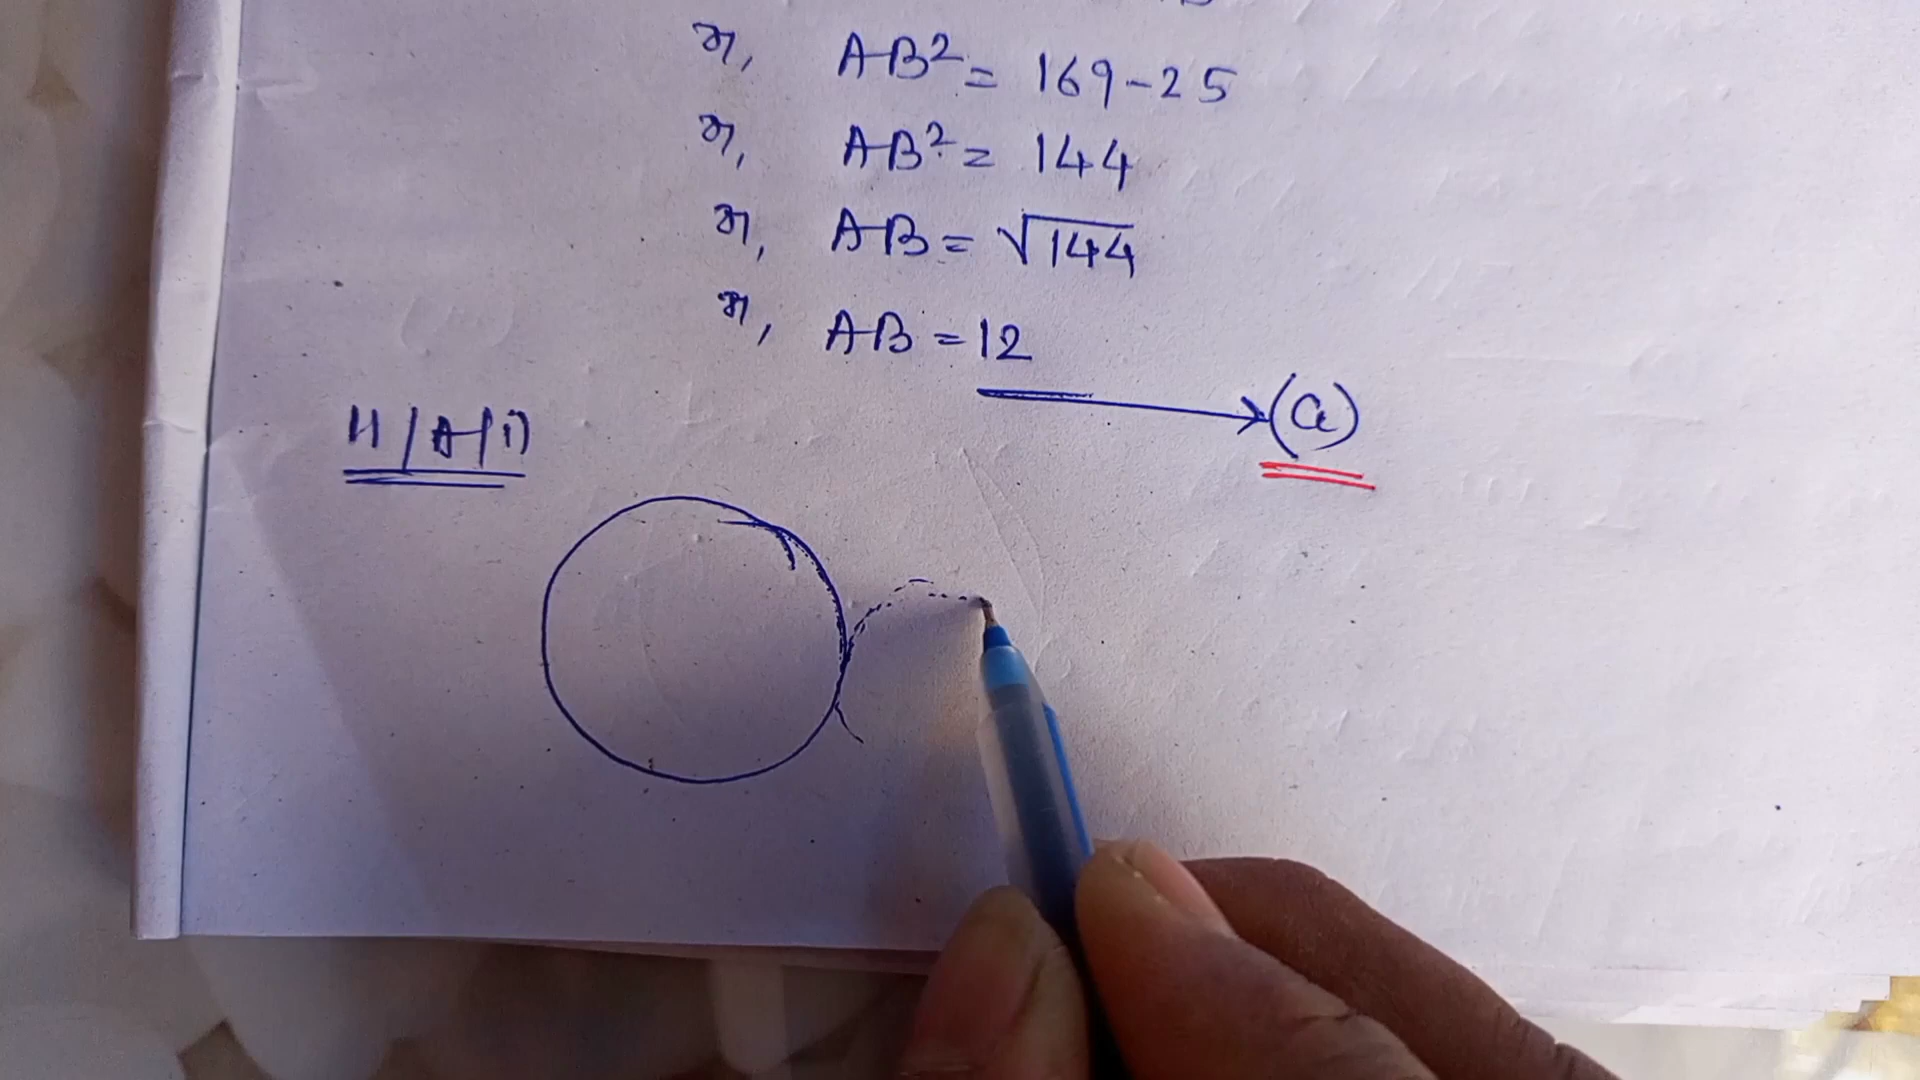 বা, AB² = 169-25
বা, AB² = 144
বা, AB = √144
বা, AB = 12
(a)
11/A/i)